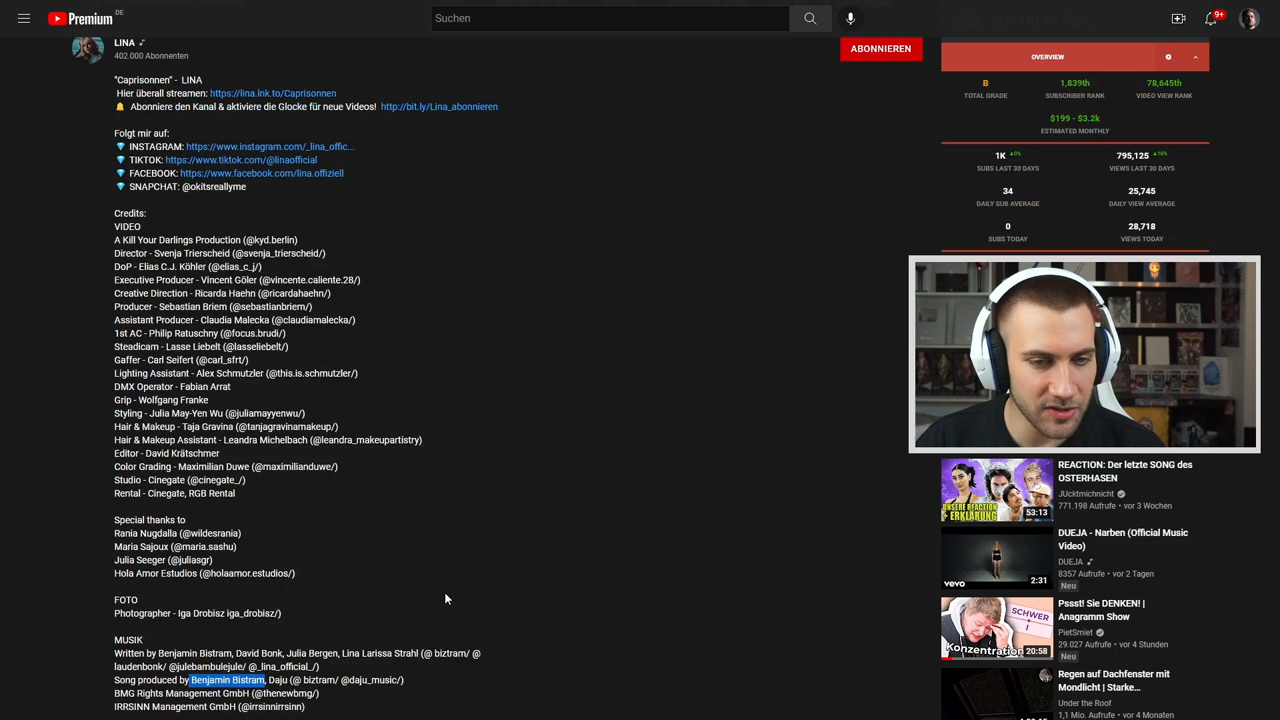 Premium
DE
Suchen
9+
LINA
402.000 Abonnenten
ABONNIEREN
"Caprisonnen" - LINA
Hier überall streamen: https://lina.lnk.to/Caprisonnen
Abonniere den Kanal & aktiviere die Glocke für neue Videos! http://bit.ly/Lina_abonnieren
Folgt mir auf:
INSTAGRAM: https://www.instagram.com/_lina_offic...
TIKTOK: https://www.tiktok.com/@linaofficial
FACEBOOK: https://www.facebook.com/lina.offiziell
SNAPCHAT: @okitsreallyme
Credits:
VIDEO
A Kill Your Darlings Production (@kyd.berlin)
Director - Svenja Trierscheid (@svenja_trierscheid/)
DoP - Elias C.J. Köhler (@elias_c_j/)
Executive Producer - Vincent Göler (@vincente.caliente.28/)
Creative Direction - Ricarda Haehn (@ricardahaehn/)
Producer - Sebastian Briem (@sebastianbriem/)
Assistant Producer - Claudia Malecka (@claudiamalecka/)
1st AC - Philip Ratuschny (@focus.brudi/)
Steadicam - Lasse Liebelt (@lasseliebelt/)
Gaffer - Carl Seifert (@carl_sfrt/)
Lighting Assistant - Alex Schmutzler (@this.is.schmutzler/)
DMX Operator - Fabian Arrat
Grip - Wolfgang Franke
Styling - Julia May-Yen Wu (@juliamayyenwu/)
Hair & Makeup - Taja Gravina (@tanjagravinamakeup/)
Hair & Makeup Assistant - Leandra Michelbach (@leandra_makeupartistry)
Editor - David Krätschmer
Color Grading - Maximilian Duwe (@maximilianduwe/)
Studio - Cinegate (@cinegate_/)
Rental - Cinegate, RGB Rental
Special thanks to
Rania Nugdalla (@wildesrania)
Maria Sajoux (@maria.sashu)
Julia Seeger (@juliasgr)
Hola Amor Estudios (@holaamor.estudios/)
FOTO
Photographer - Iga Drobisz iga_drobisz/)
MUSIK
Written by Benjamin Bistram, David Bonk, Julia Bergen, Lina Larissa Strahl (@ biztram/ @
laudenbonk/ @julebambulejule/ @_lina_official_/)
Song produced by Benjamin Bistram, Daju (@ biztram/ @daju_music/)
BMG Rights Management GmbH (@thenewbmg/)
IRRSINN Management GmbH (@irrsinnirrsinn)
OVERVIEW
B 1,839th 78,645th
TOTAL GRADE SUBSCRIBER RANK VIDEO VIEW RANK
$199 - $3.2k
ESTIMATED MONTHLY
1K ▲0% 795,125 ▲16%
SUBS LAST 30 DAYS VIEWS LAST 30 DAYS
34 25,745
DAILY SUB AVERAGE DAILY VIEW AVERAGE
0 28,718
SUBS TODAY VIEWS TODAY
UNSERE REACTION
+ ERKLÄRUNG
53:13
REACTION: Der letzte SONG des
OSTERHASEN
JUcktmichnicht
771.198 Aufrufe • vor 3 Wochen
vevo
2:31
DUEJA - Narben (Official Music
Video)
DUEJA
8357 Aufrufe • vor 2 Tagen
Neu
SCHWER
I
Konzentration
20:58
Pssst! Sie DENKEN! |
Anagramm Show
PietSmiet
29.027 Aufrufe • vor 4 Stunden
Neu
Regen auf Dachfenster mit
Mondlicht | Starke...
Under the Roof
1,1 Mio. Aufrufe • vor 4 Monaten